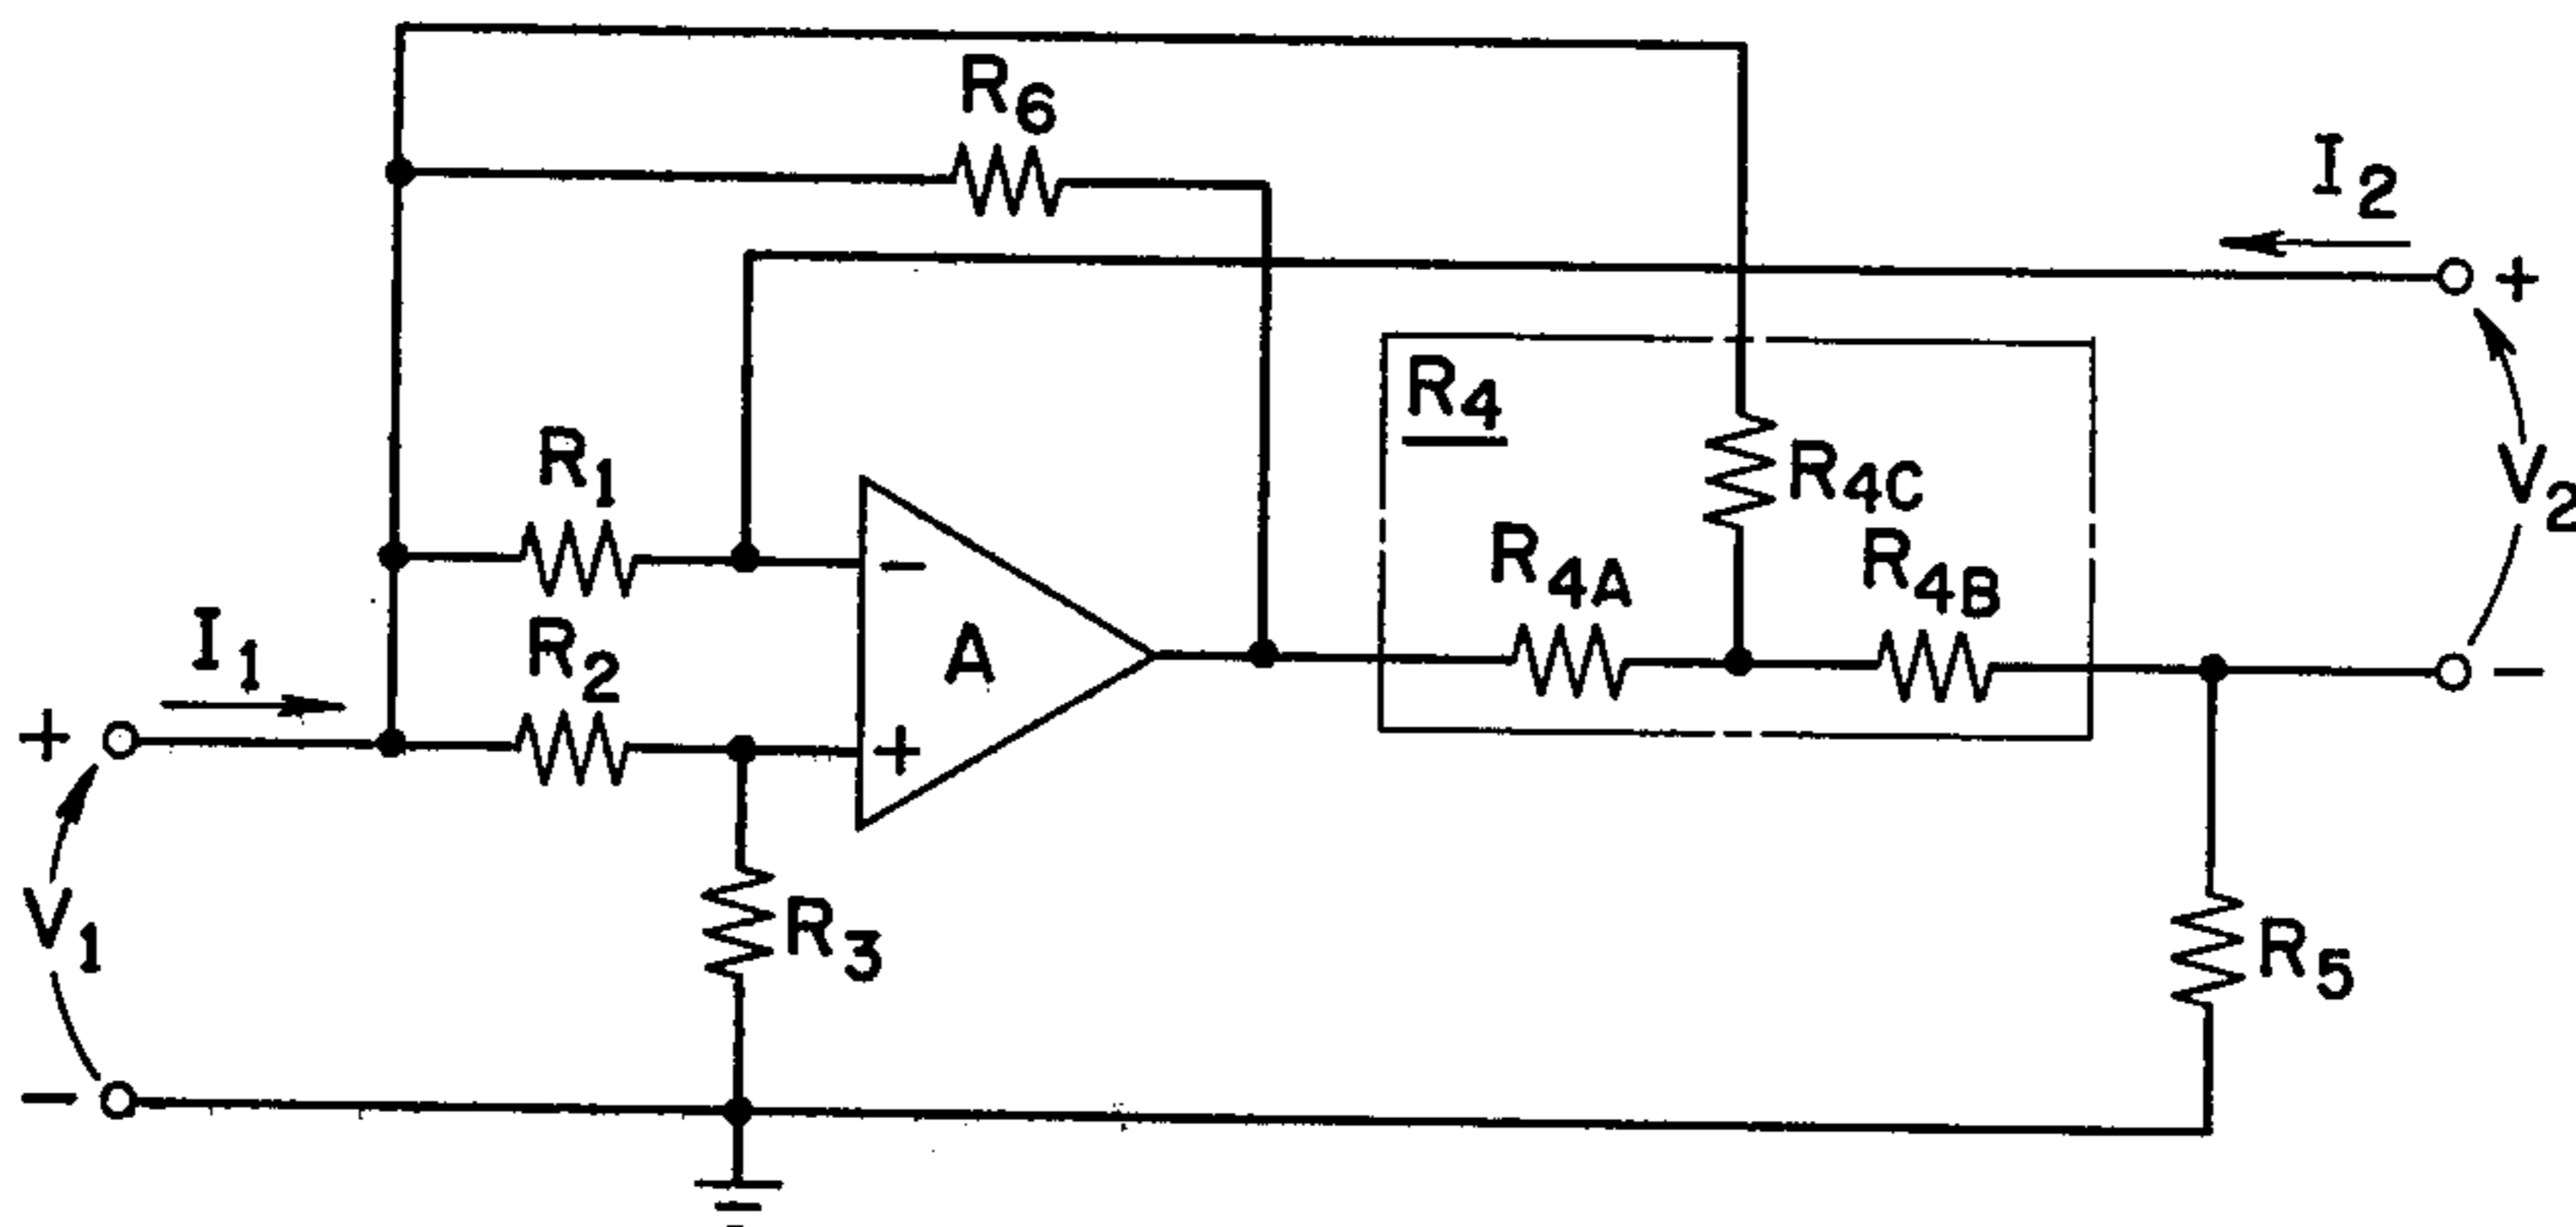 R6
I2
+
R4
R4C
R1
V2
R4A
R4B
-
I1
R2
A
+
+
-
V1
R3
R5
-